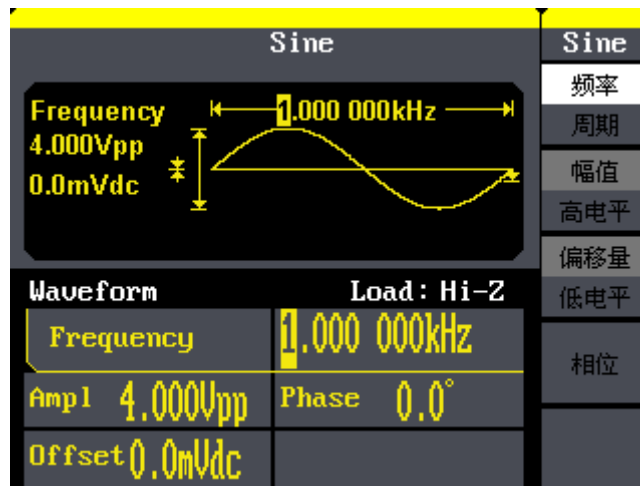 Sine
Frequency
1.000 000kHz
4.000Vpp
0.0mVdc
Waveform
Load: Hi-Z
Frequency
1.000 000kHz
Ampl 4.000Vpp
Phase 0.0°
Offset 0.0mVdc
Sine
频率
周期
幅值
高电平
偏移量
低电平
相位